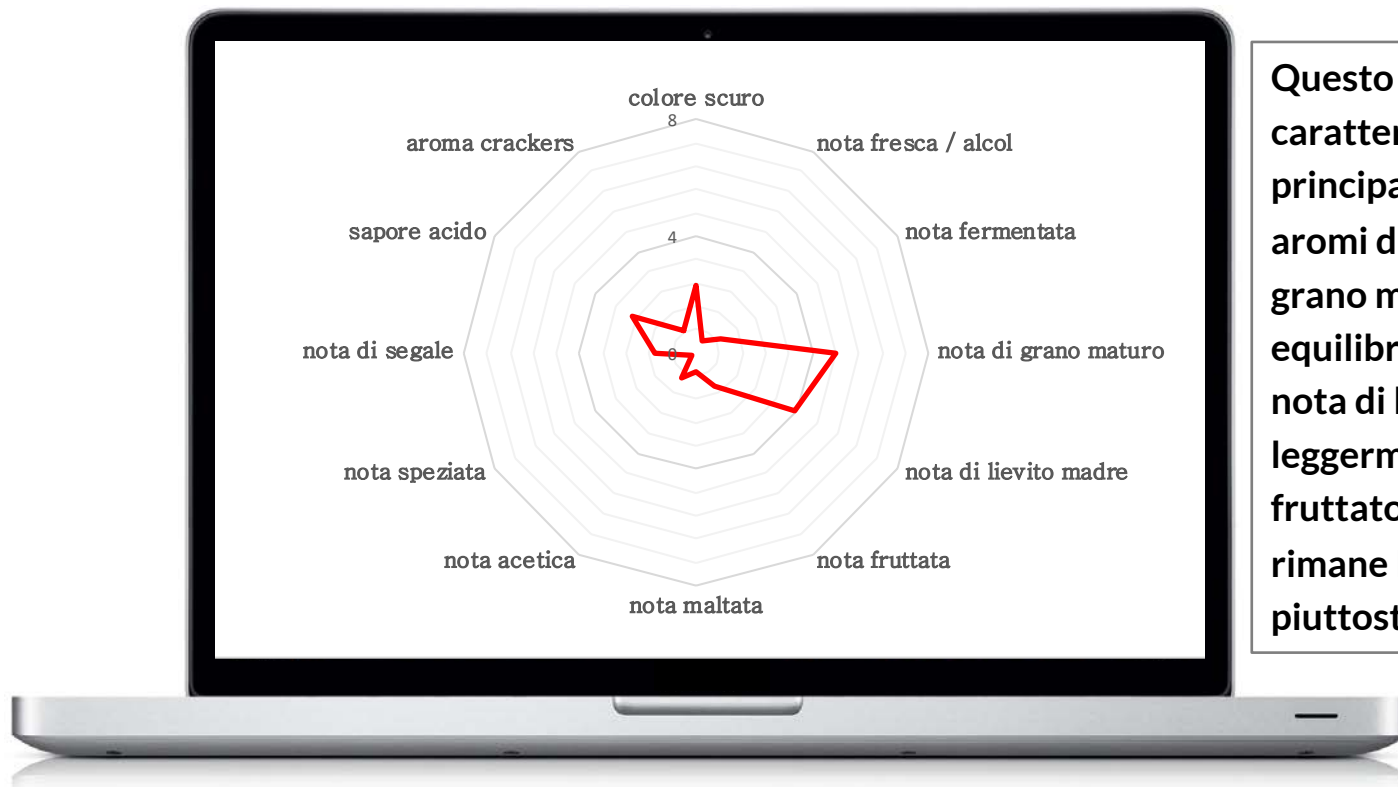 colore scuro
8
aroma crackers
nota fresca / alcol
sapore acido
nota fermentata
4
nota di segale
nota di grano maturo
nota speziata
nota di lievito madre
nota acetica
nota fruttata
nota maltata
Questo
caratter
principa
aromi d
grano m
equilibr
nota di
leggerm
fruttato
rimane
piuttost